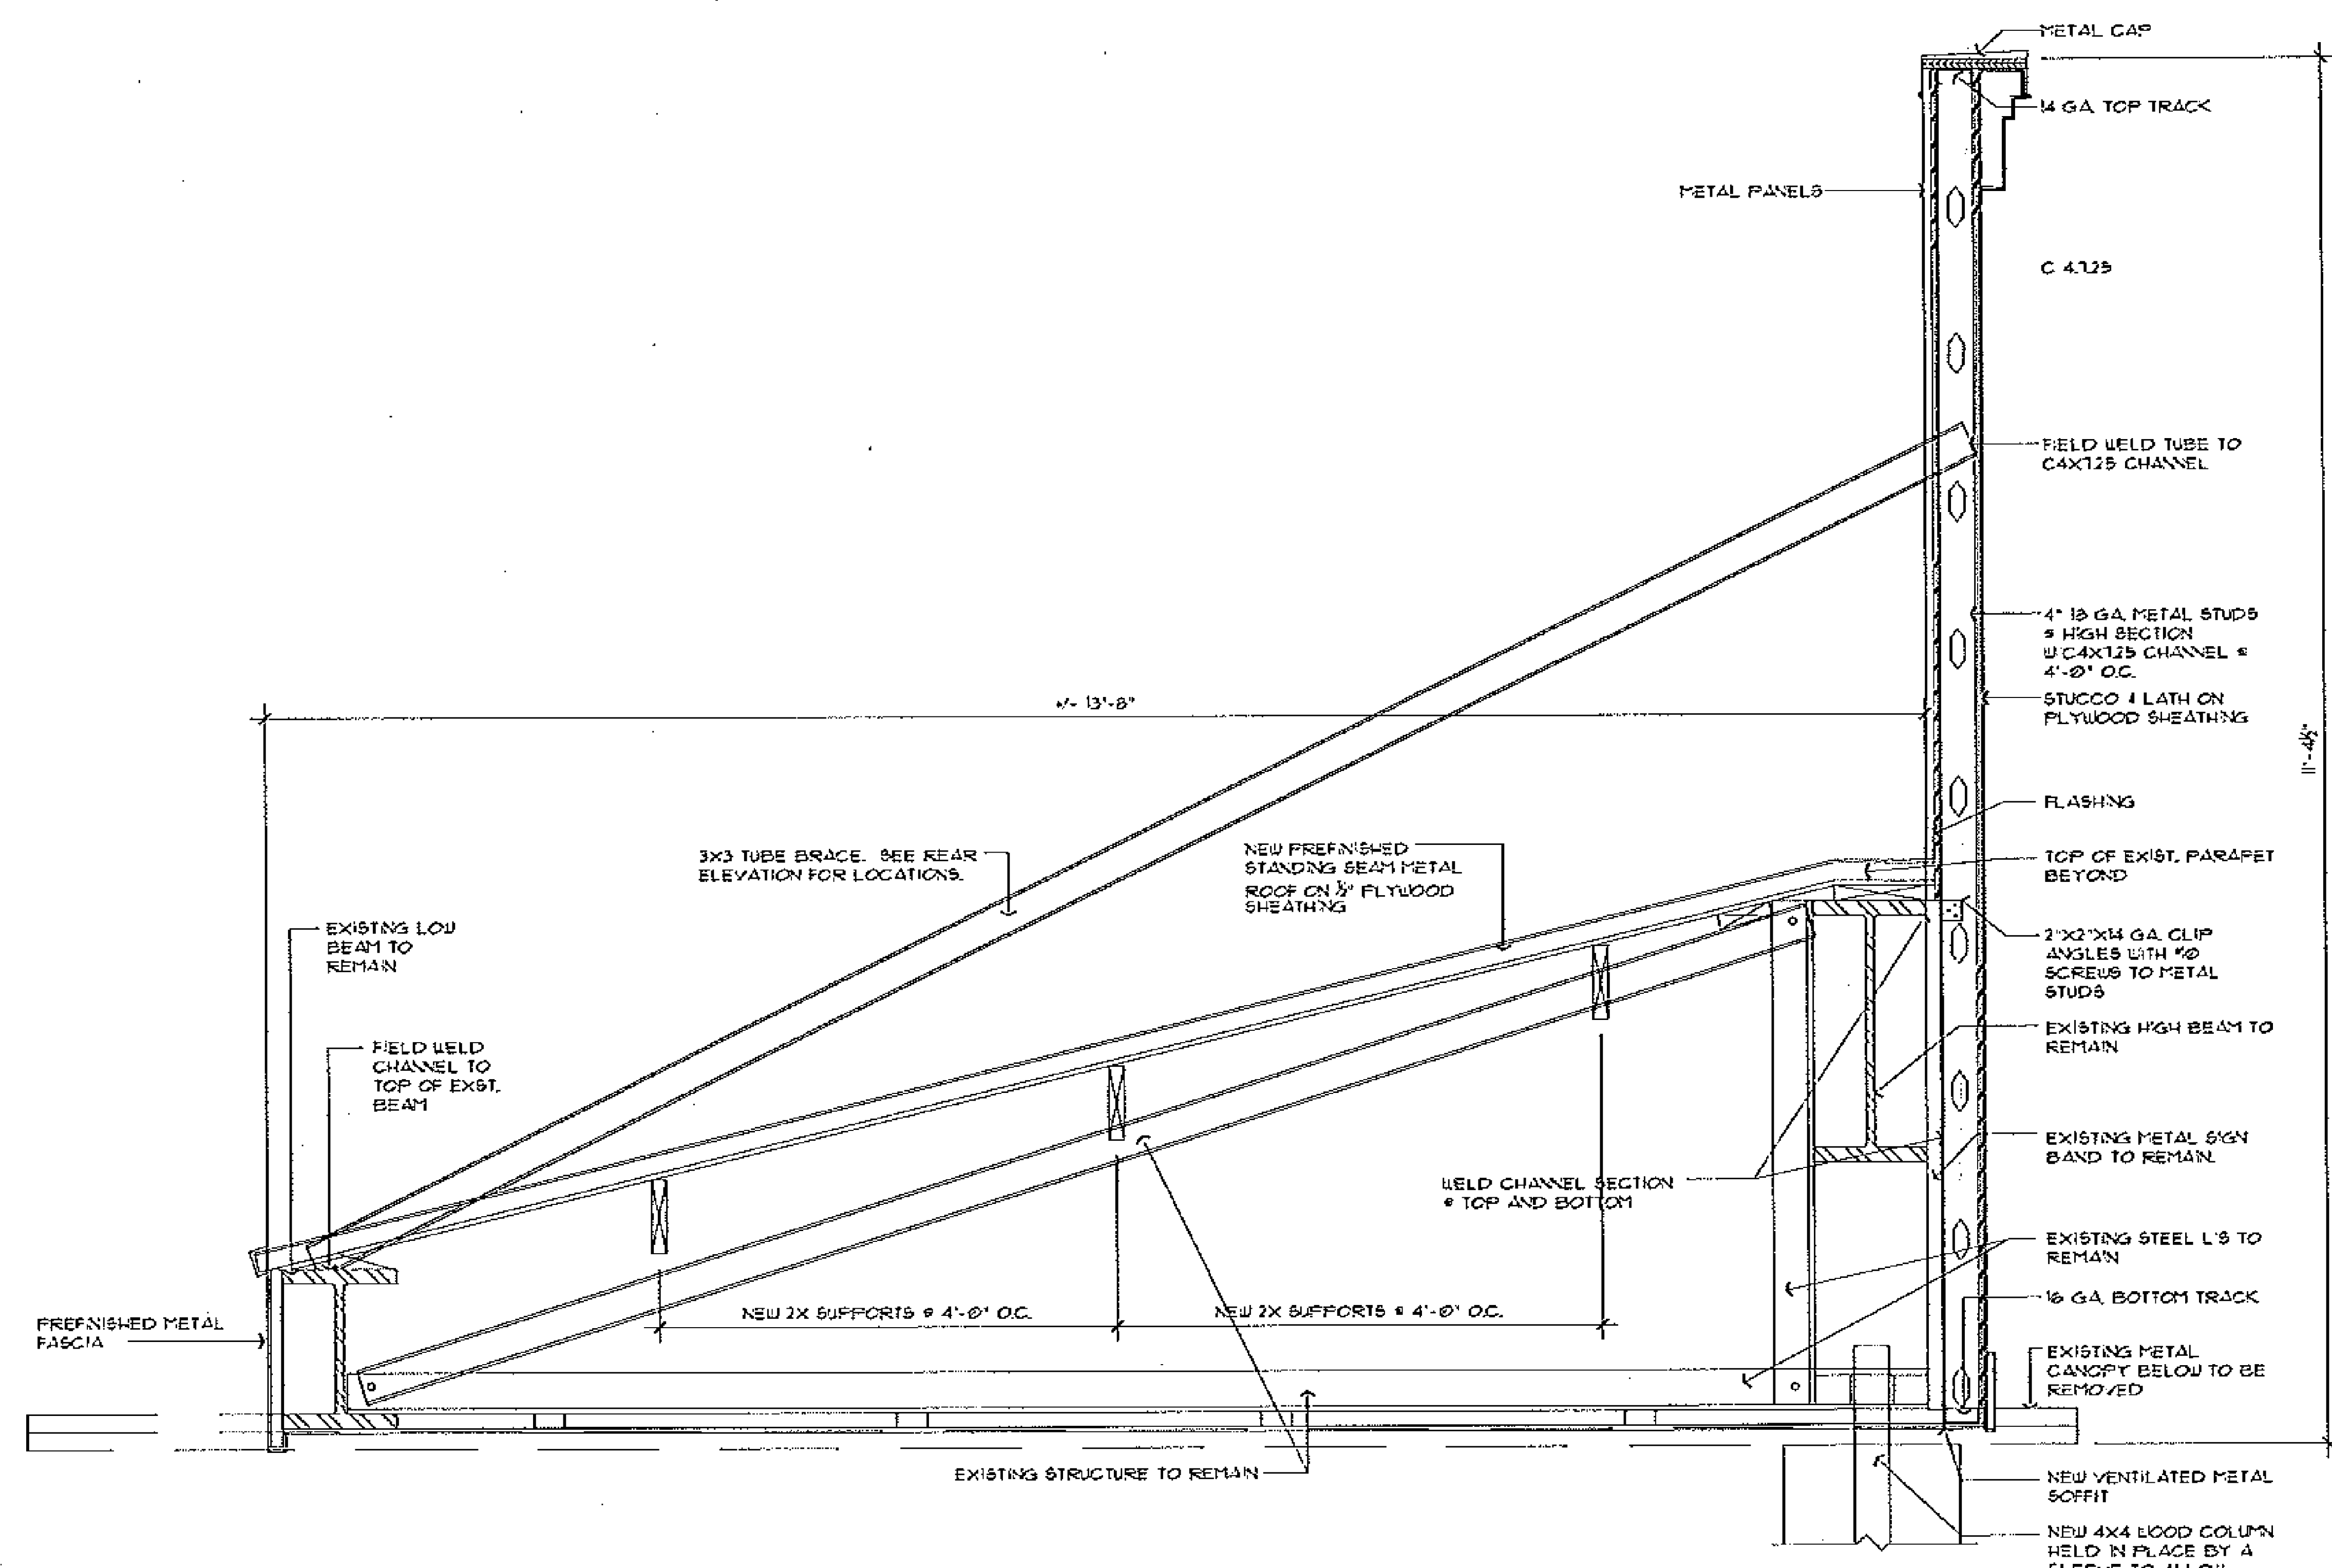 METAL CAP
14 GA. TOP TRACK
METAL PANELS
C 4.7.25
FIELD WELD TUBE TO
C4X7.25 CHANNEL
4" 18 GA. METAL STUDS
@ HIGH SECTION
W/ C4X7.25 CHANNEL @
4'-0" O.C.
STUCCO & LATH ON
PLYWOOD SHEATHING
+/- 13'-8"
11'-4½"
FLASHING
3X3 TUBE BRACE. SEE REAR
ELEVATION FOR LOCATIONS.
NEW PREFINISHED
STANDING SEAM METAL
ROOF ON ½" PLYWOOD
SHEATHING
TOP OF EXIST. PARAPET
BEYOND
EXISTING LOW
BEAM TO
REMAIN
2"X2"X14 GA. CLIP
ANGLES WITH #10
SCREWS TO METAL
STUDS
EXISTING HIGH BEAM TO
REMAIN
FIELD WELD
CHANNEL TO
TOP OF EXIST.
BEAM
EXISTING METAL SIGN
BAND TO REMAIN.
WELD CHANNEL SECTION
@ TOP AND BOTTOM
EXISTING STEEL L'S TO
REMAIN
16 GA. BOTTOM TRACK
NEW 2X SUPPORTS @ 4'-0" O.C.
NEW 2X SUPPORTS @ 4'-0" O.C.
PREFINISHED METAL
FASCIA
EXISTING METAL
CANOPY BELOW TO BE
REMOVED
EXISTING STRUCTURE TO REMAIN
NEW VENTILATED METAL
SOFFIT
NEW 4X4 WOOD COLUMN
HELD IN PLACE BY A